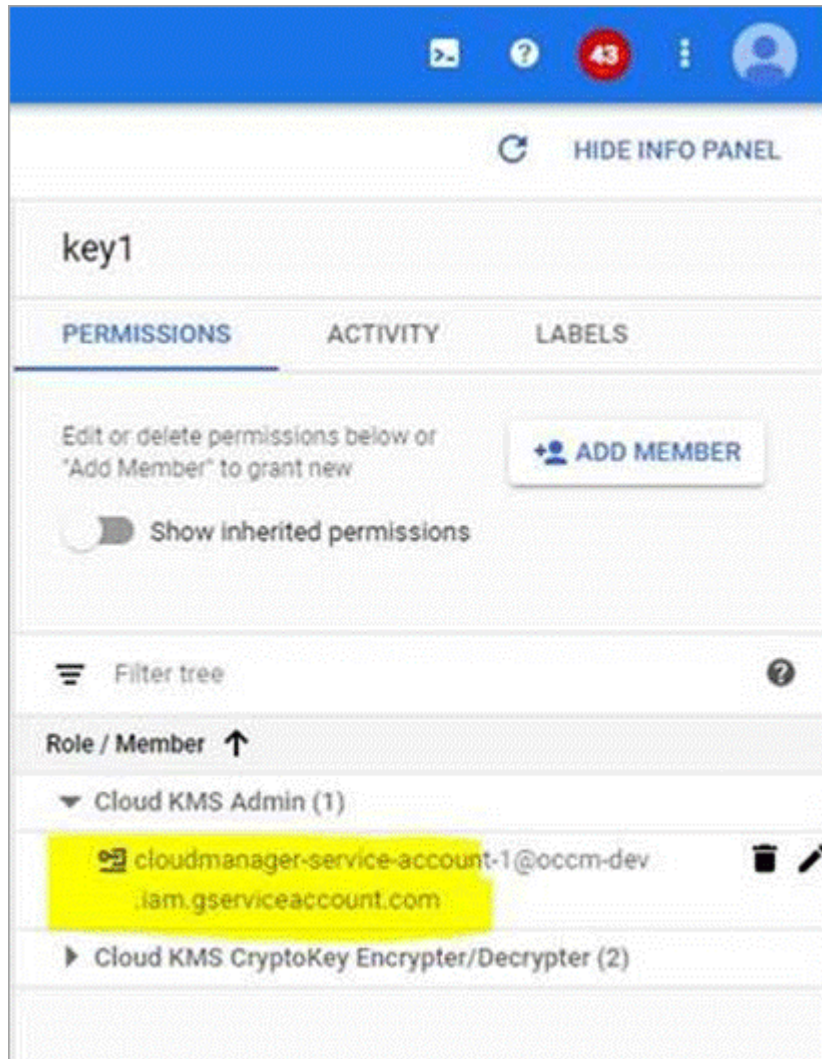 43
HIDE INFO PANEL
key1
PERMISSIONS ACTIVITY LABELS
Edit or delete permissions below or
"Add Member" to grant new
ADD MEMBER
Show inherited permissions
Filter tree
Role / Member
Cloud KMS Admin (1)
cloudmanager-service-account-1@occm-dev
.iam.gserviceaccount.com
Cloud KMS CryptoKey Encrypter/Decrypter (2)